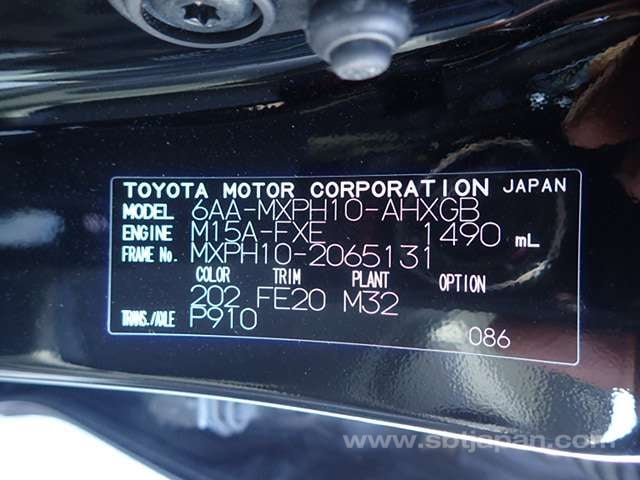 TOYOTA MOTOR CORPORATION JAPAN
MODEL 6AA-MXPH10-AHXGB
ENGINE M15A-FXE 1490 mL
FRAME No. MXPH10-2065131
COLOR TRIM PLANT OPTION
202 FE20 M32
TRANS./AXLE P910
086
www.sbtjapan.com